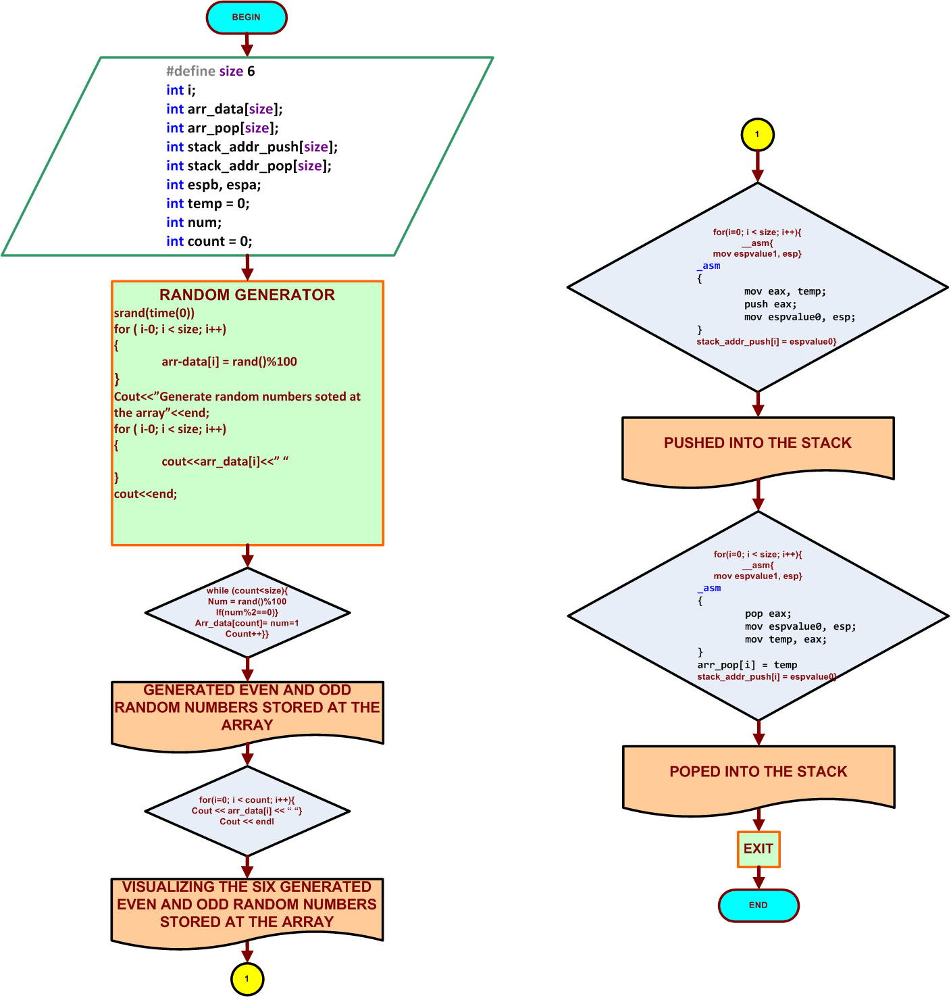 BEGIN
#define size 6
int i;
int arr_data[size];
int arr_pop[size];
int stack_addr_push[size];
int stack_addr_pop[size];
int espb, espa;
int temp = 0;
int num;
int count = 0;
RANDOM GENERATOR
srand(time(0))
for ( i-0; i < size; i++)
{
arr-data[i] = rand()%100
}
Cout<<”Generate random numbers soted at
the array”<<end;
for ( i-0; i < size; i++)
{
cout<<arr_data[i]<<” “
}
cout<<end;
while (count<size){
Num = rand()%100
If(num%2==0)}
Arr_data[count]= num=1
Count++}}
GENERATED EVEN AND ODD
RANDOM NUMBERS STORED AT THE
ARRAY
for(i=0; i < count; i++){
Cout << arr_data[i] << “ “}
Cout << endl
VISUALIZING THE SIX GENERATED
EVEN AND ODD RANDOM NUMBERS
STORED AT THE ARRAY
1
1
for(i=0; i < size; i++){
__asm{
mov espvalue1, esp}
_asm
{
mov eax, temp;
push eax;
mov espvalue0, esp;
}
stack_addr_push[i] = espvalue0}
PUSHED INTO THE STACK
for(i=0; i < size; i++){
__asm{
mov espvalue1, esp}
_asm
{
pop eax;
mov espvalue0, esp;
mov temp, eax;
}
arr_pop[i] = temp
stack_addr_push[i] = espvalue0}
POPED INTO THE STACK
EXIT
END